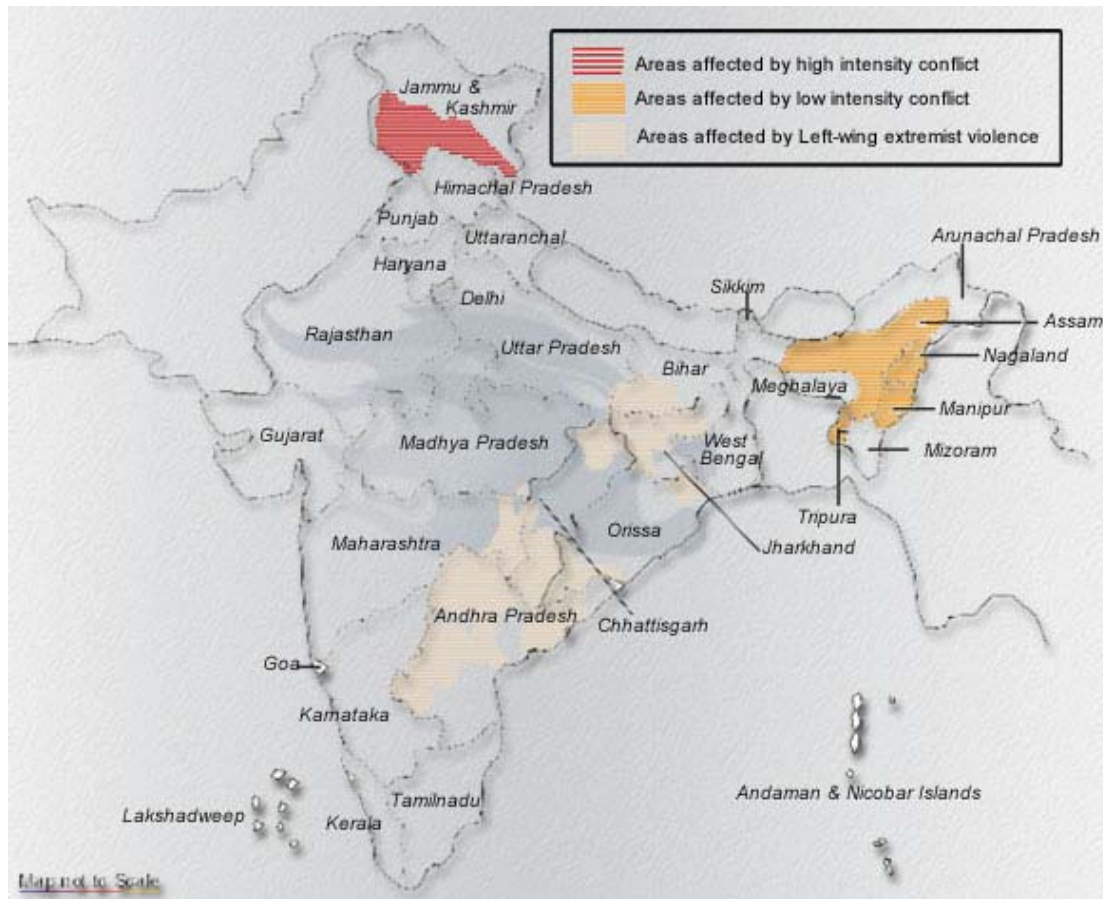 Areas affected by high intensity conflict
Areas affected by low intensity conflict
Areas affected by Left-wing extremist violence
Jammu &
Kashmir
Himachal Pradesh
Punjab
Uttaranchal
Haryana
Delhi
Arunachal Pradesh
Sikkim
Rajasthan
Uttar Pradesh
Assam
Nagaland
Bihar
Meghalaya
Manipur
Gujarat
Madhya Pradesh
West
Bengal
Mizoram
Tripura
Orissa
Maharashtra
Jharkhand
Andhra Pradesh
Chhattisgarh
Goa
Karnataka
Andaman & Nicobar Islands
Tamilnadu
Lakshadweep
Kerala
Map not to Scale